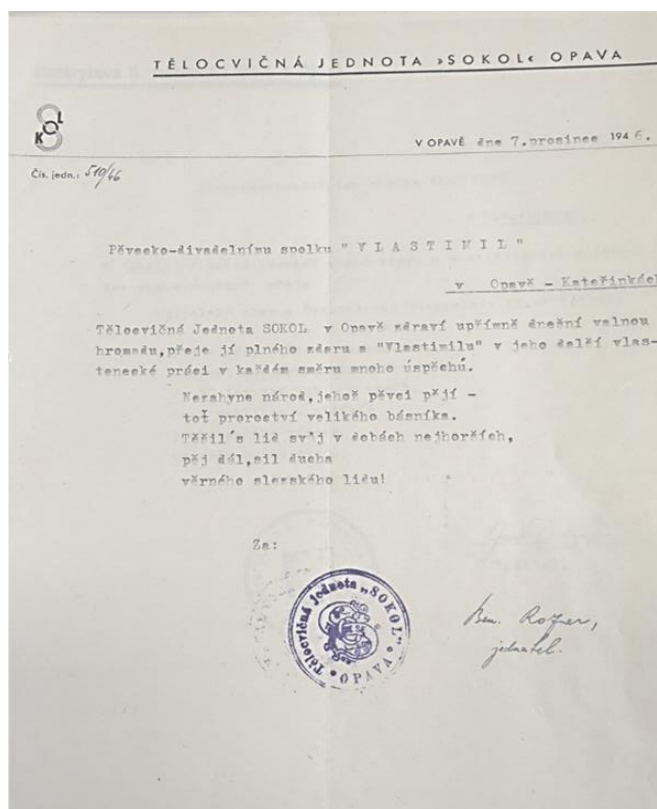 TĚLOCVIČNÁ JEDNOTA »SOKOL« OPAVA
SOKOL
V OPAVĚ dne 7.prosinec 1946.
Čís. jedn.: 510/46
Pěvecko-divadelnímu spolku "VLASTIMIL"
v Opavě - Kateřinkách
Tělocvičná Jednota SOKOL v Opavě zdraví upřímně dnešní valnou
hromadu,přeje jí plného zdaru a "Vlastimilu" v jeho další vlas-
tenecké práci v každém směru mnoho úspěchů.
Nezahyne národ,jehož pěvci pějí -
toť proroctví velikého básníka.
Těšil´s lid svůj v dobách nejhorších,
pěj dál,sil ducha
věrného slezského lidu!
Za:
Tělocvičná jednota „SOKOL"
OPAVA
jednatel.